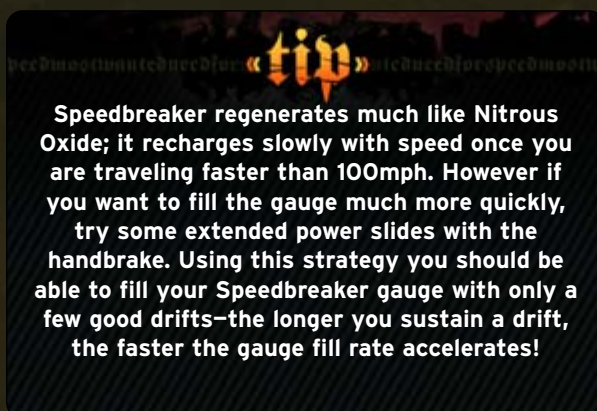 «tip»
Speedbreaker regenerates much like Nitrous
Oxide; it recharges slowly with speed once you
are traveling faster than 100mph. However if
you want to fill the gauge much more quickly,
try some extended power slides with the
handbrake. Using this strategy you should be
able to fill your Speedbreaker gauge with only a
few good drifts—the longer you sustain a drift,
the faster the gauge fill rate accelerates!